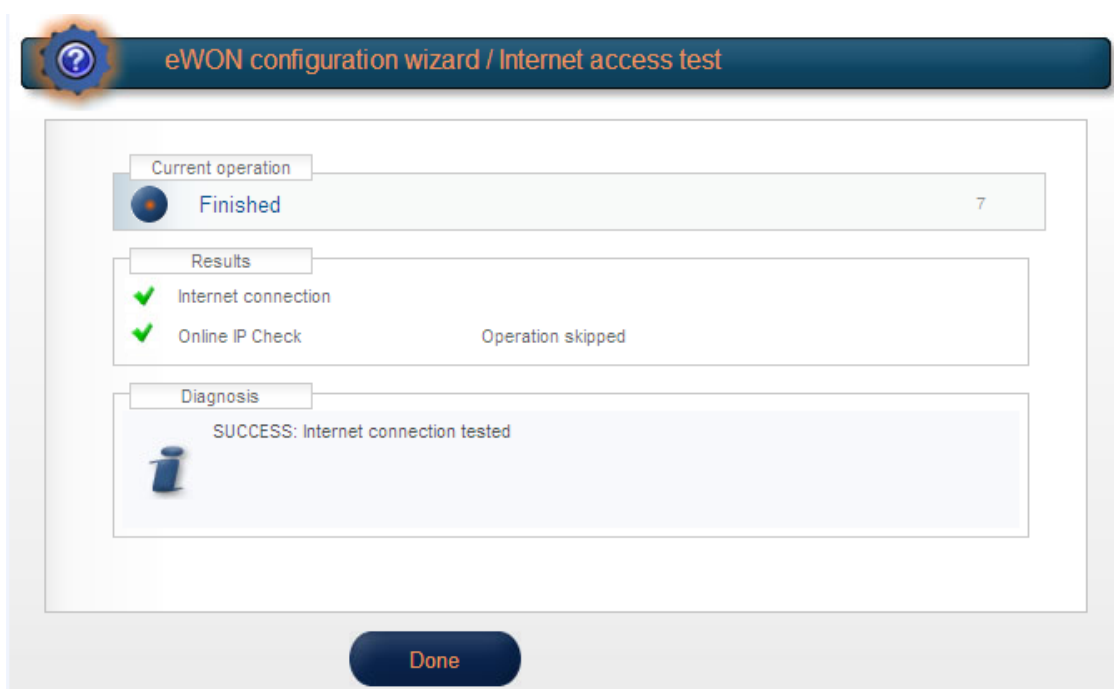 eWON configuration wizard / Internet access test
Current operation
Finished 7
Results
Internet connection
Online IP Check Operation skipped
Diagnosis
SUCCESS: Internet connection tested
Done